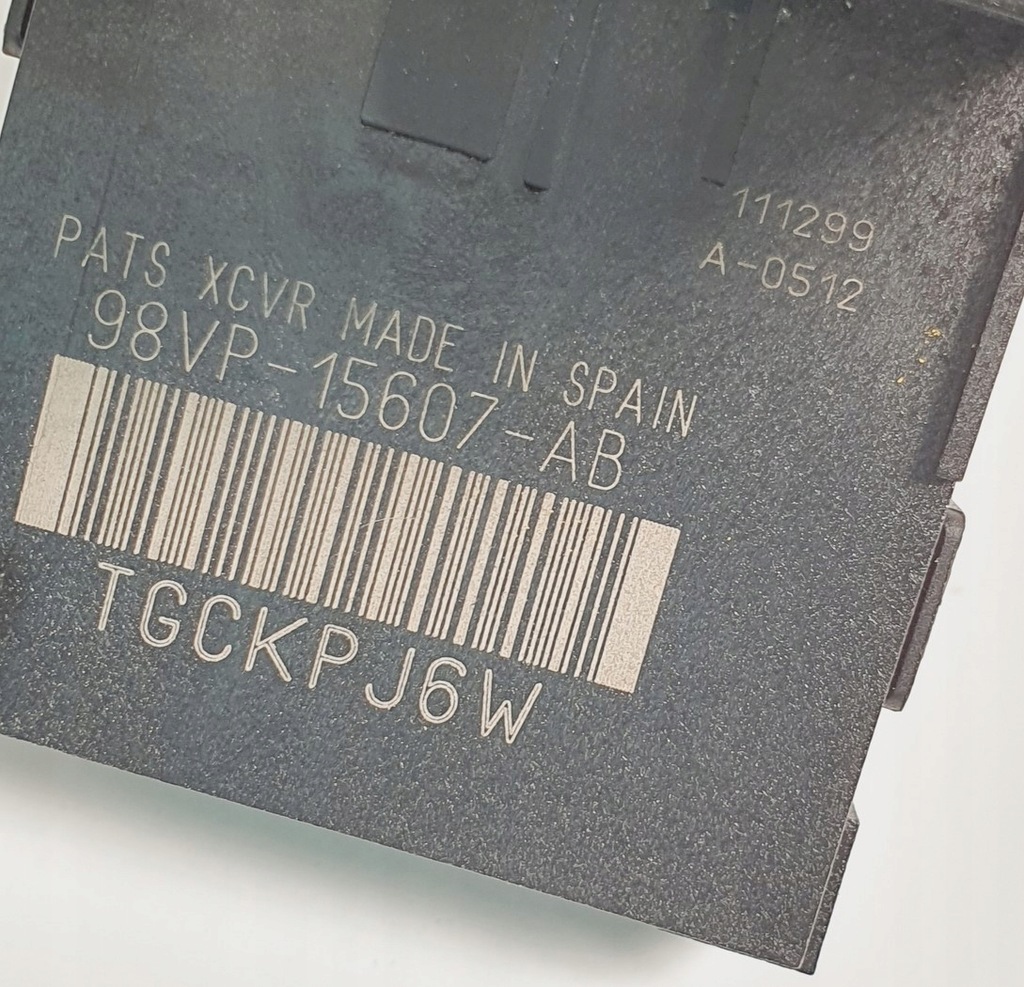 111299
A-0512
PATS XCVR MADE IN SPAIN
98VP-15607-AB
TGCKPJ6W